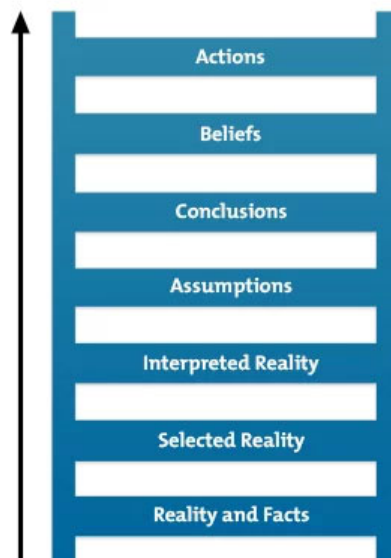 Actions
Beliefs
Conclusions
Assumptions
Interpreted Reality
Selected Reality
Reality and Facts